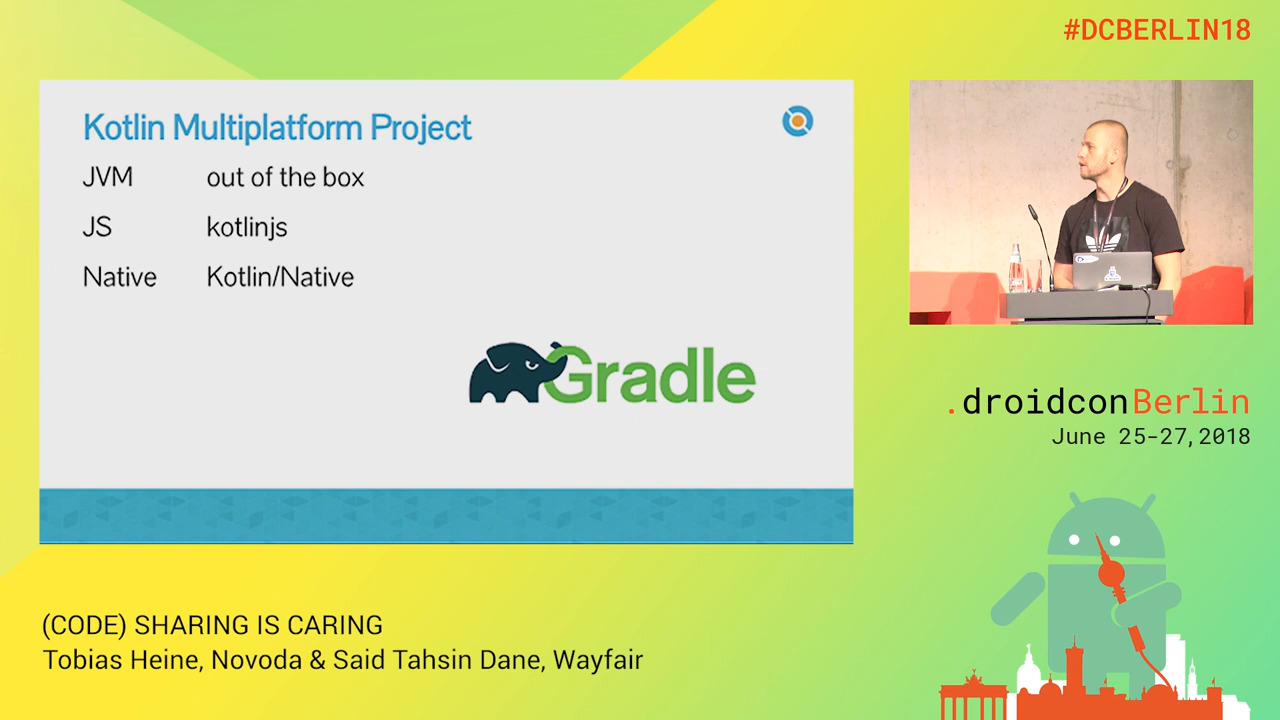 #DCBERLIN18
Kotlin Multiplatform Project
JVM out of the box
JS kotlinjs
Native Kotlin/Native
Gradle
.droidconBerlin
June 25-27, 2018
(CODE) SHARING IS CARING
Tobias Heine, Novoda & Said Tahsin Dane, Wayfair